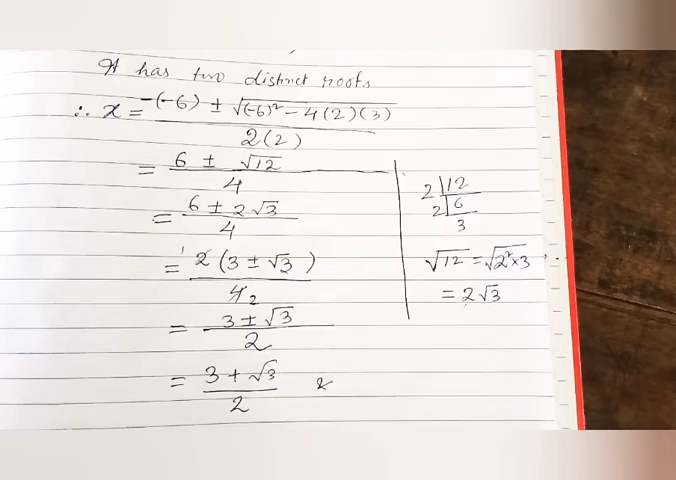 It has two distinct roots
∴ x = -(-6) ± √(-6)² - 4(2)(3) / 2(2)
= 6 ± √12 / 4
= 6 ± 2√3 / 4
= 2(3 ± √3) / 4 1 2
= 3 ± √3 / 2
= 3 + √3 / 2 &
2 | 12
2 | 6
3
√12 = √2² × 3
= 2√3